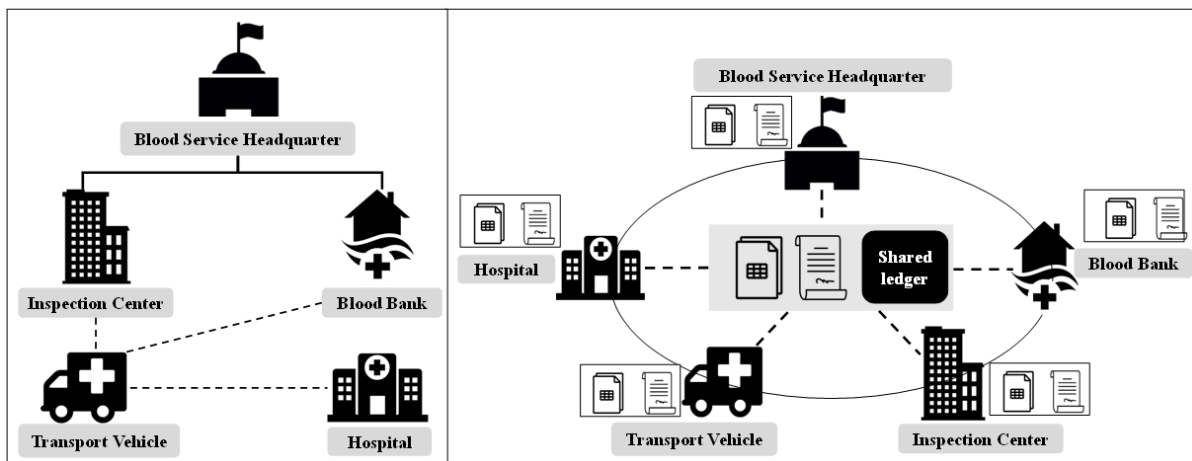 Blood Service Headquarter
Inspection Center
Blood Bank
Transport Vehicle
Hospital
Blood Service Headquarter
Hospital
Shared
ledger
Blood Bank
Transport Vehicle
Inspection Center